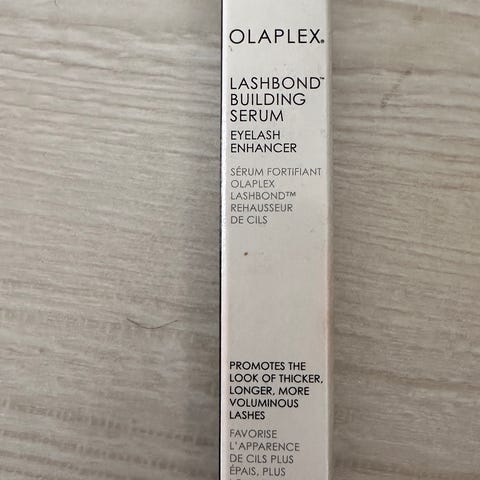 OLAPLEX®
LASHBOND™
BUILDING
SERUM
EYELASH
ENHANCER
SÉRUM FORTIFIANT
OLAPLEX
LASHBOND™
REHAUSSEUR
DE CILS
PROMOTES THE
LOOK OF THICKER,
LONGER, MORE
VOLUMINOUS
LASHES
FAVORISE
L'APPARENCE
DE CILS PLUS
ÉPAIS, PLUS